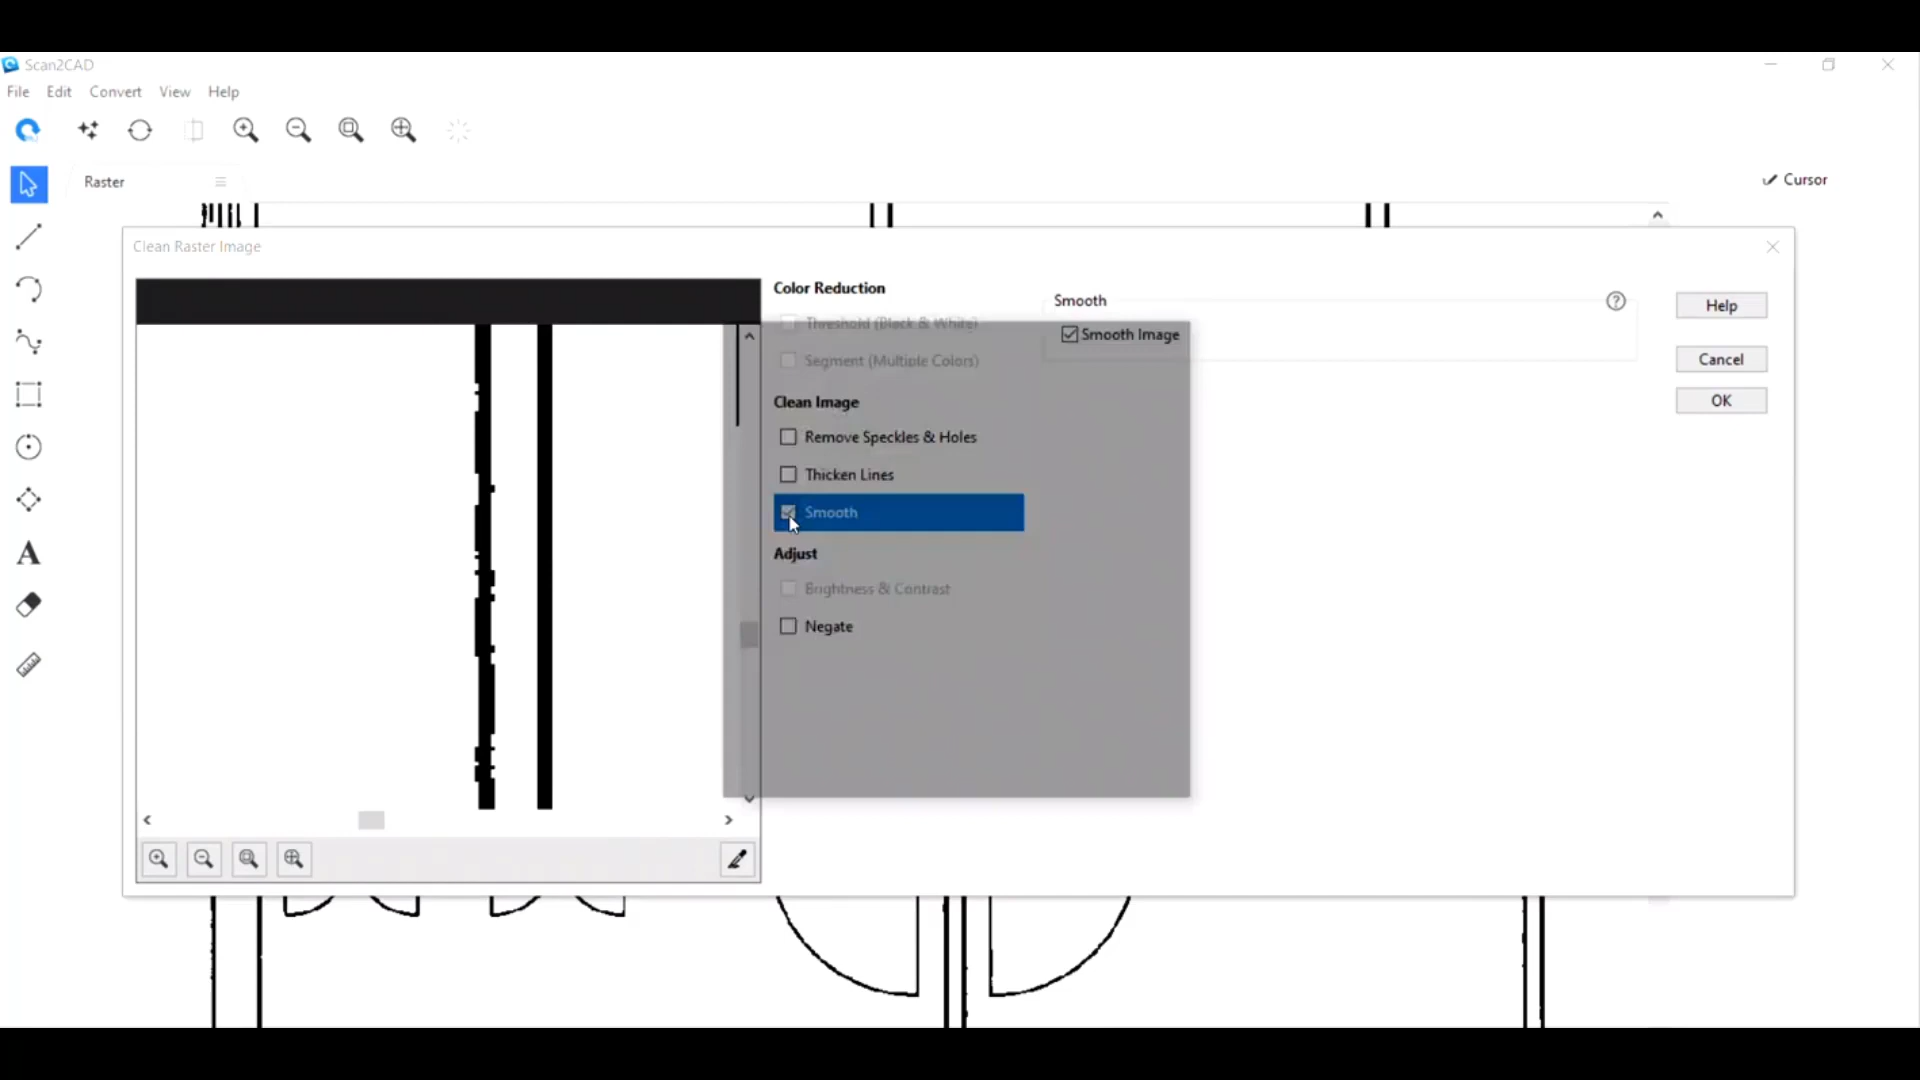 Scan2CAD
File Edit Convert View Help
Raster
Cursor
Clean Raster Image
Color Reduction
Threshold (Black & White)
Segment (Multiple Colors)
Clean Image
Remove Speckles & Holes
Thicken Lines
Smooth
Adjust
Brightness & Contrast
Negate
Smooth
Smooth Image
Help
Cancel
OK
A